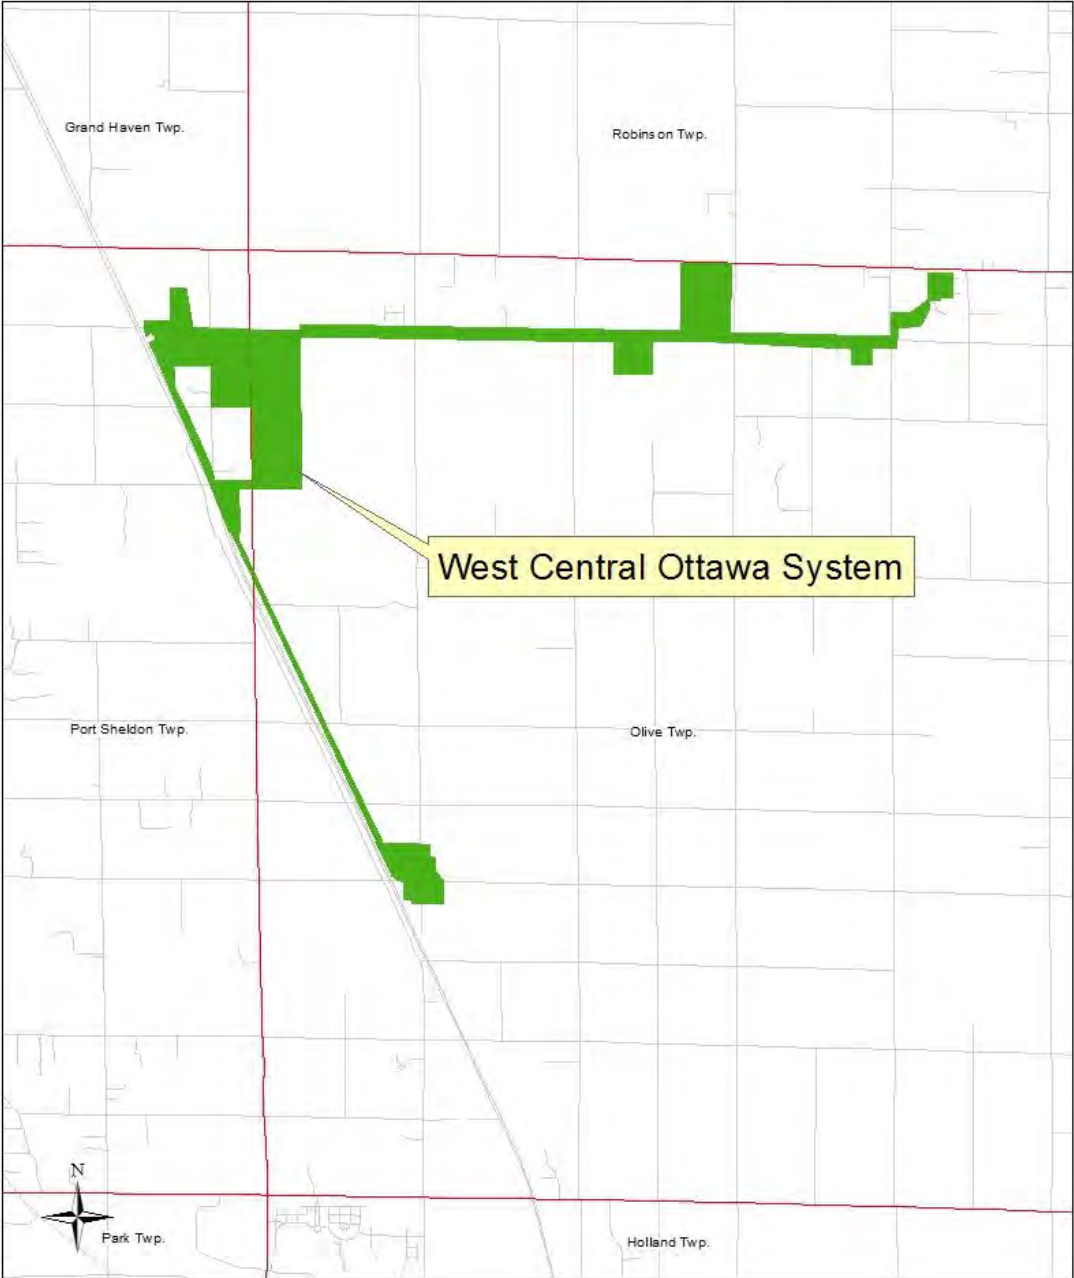 Grand Haven Twp.
Robinson Twp.
West Central Ottawa System
Port Sheldon Twp.
Olive Twp.
N
Park Twp.
Holland Twp.